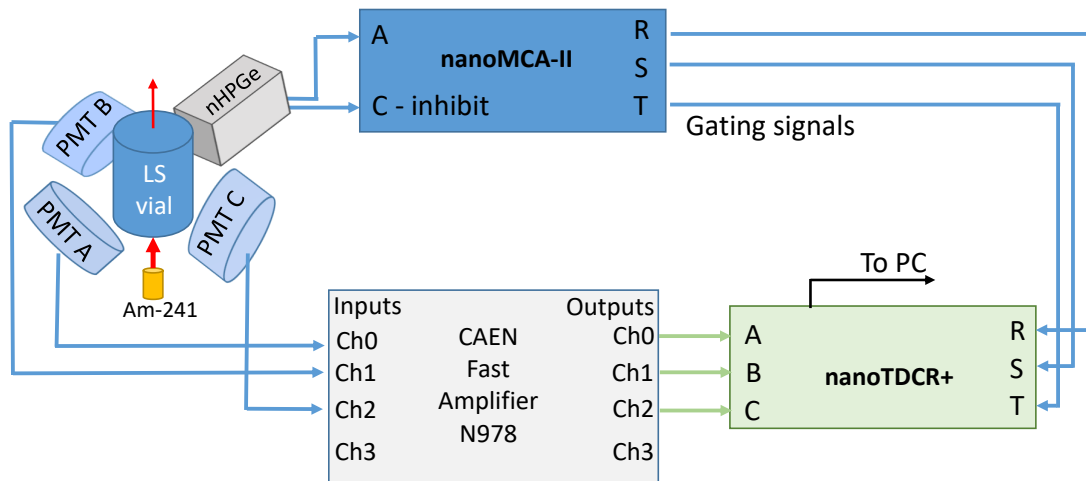 PMT B
nHPGe
LS
vial
PMT A
PMT C
Am-241
A
C - inhibit
nanoMCA-II
R
S
T
Gating signals
Inputs
Ch0
Ch1
Ch2
Ch3
CAEN
Fast
Amplifier
N978
Outputs
Ch0
Ch1
Ch2
Ch3
To PC
A
B
C
nanoTDCR+
R
S
T